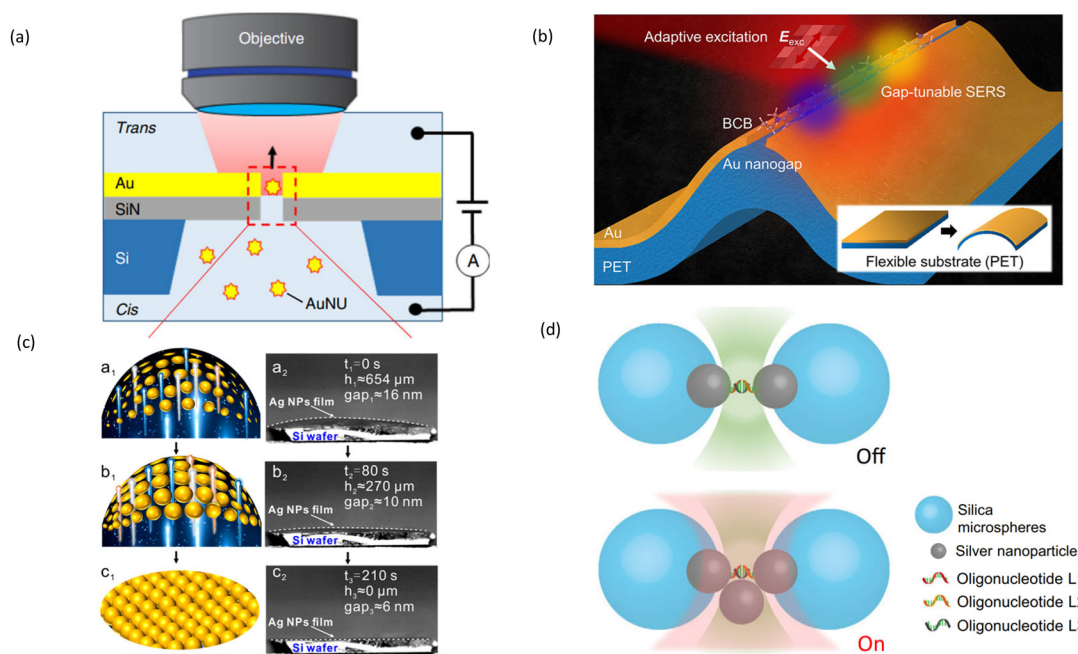 (a)
Objective
Trans
Au
SiN
Si
A
AuNU
Cis
(b)
Adaptive excitation
E_exc
Gap-tunable SERS
BCB
Au nanogap
Au
PET
Flexible substrate (PET)
(c)
a₁
a₂
t₁=0 s
h₁≈654 μm
gap₁≈16 nm
Ag NPs film
Si wafer
b₁
b₂
t₂=80 s
h₂≈270 μm
gap₂≈10 nm
Ag NPs film
Si wafer
c₁
c₂
t₃=210 s
h₃≈0 μm
gap₃≈6 nm
Ag NPs film
Si wafer
(d)
Off
On
Silica
microspheres
Silver nanoparticle
Oligonucleotide L
Oligonucleotide L
Oligonucleotide L